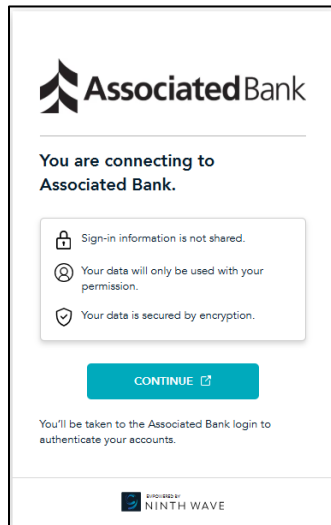 Associated Bank
You are connecting to
Associated Bank.
Sign-in information is not shared.
Your data will only be used with your
permission.
Your data is secured by encryption.
CONTINUE
You'll be taken to the Associated Bank login to
authenticate your accounts.
EMPOWERED BY
NINTH WAVE